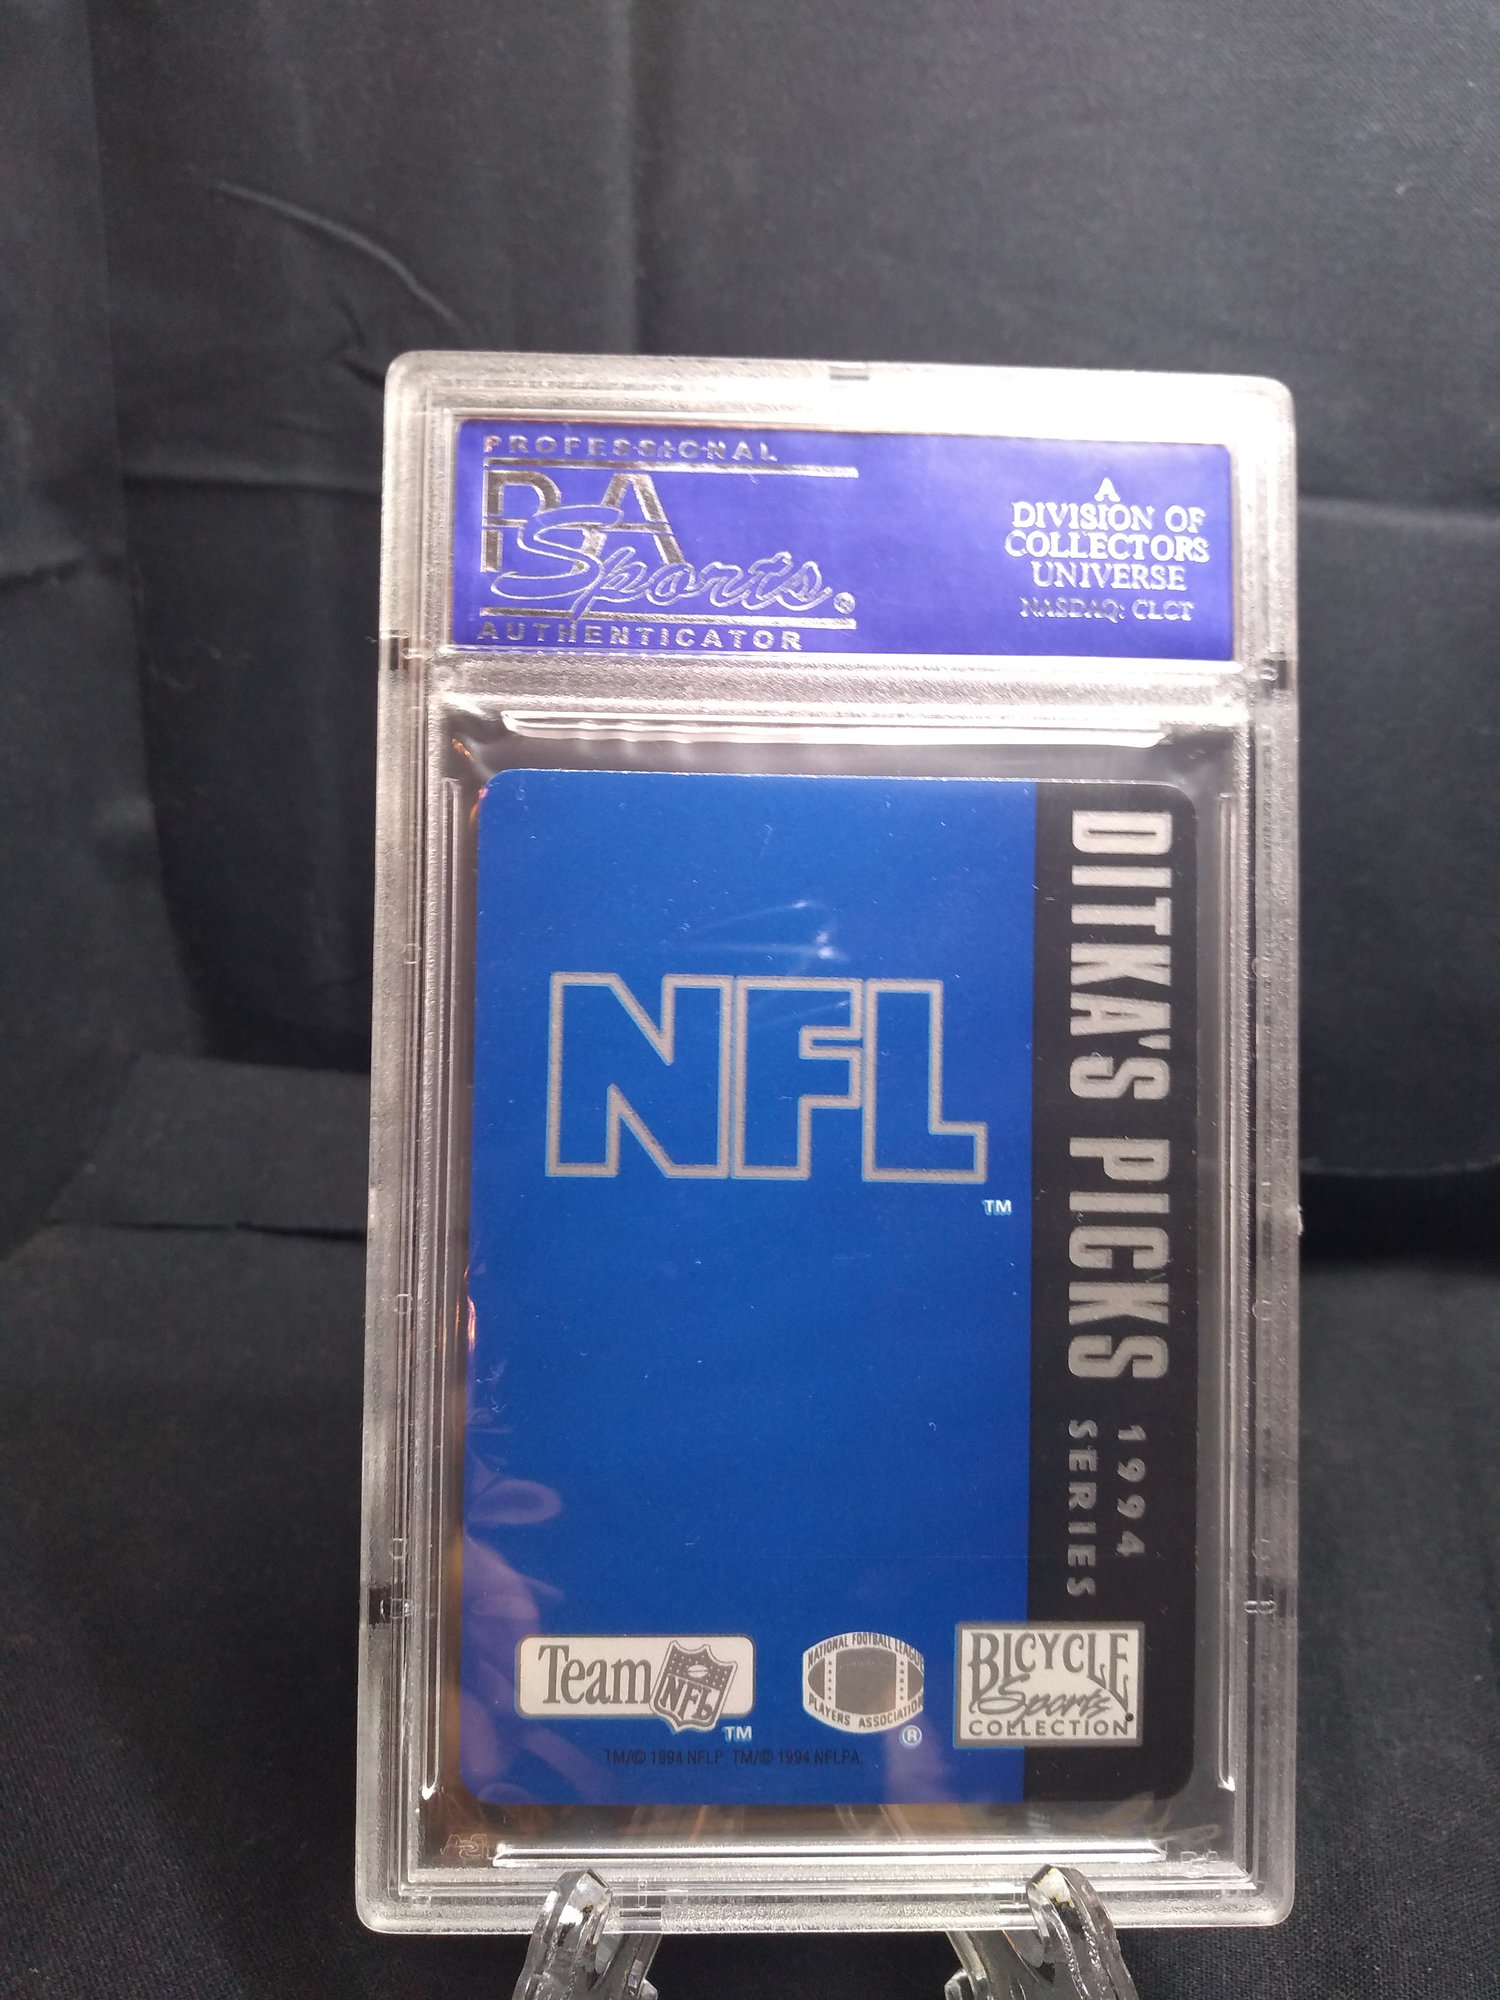 PROFESSIONAL
PSA
Sports®
AUTHENTICATOR
A
DIVISION OF
COLLECTORS
UNIVERSE
NASDAQ: CLCT
NFL
TM
DITKA'S PICKS
1994
SERIES
Team NFL
TM
NATIONAL FOOTBALL LEAGUE
PLAYERS ASSOCIATION
®
BICYCLE
Sports
COLLECTION
TM/© 1994 NFLP. TM/© 1994 NFLPA.